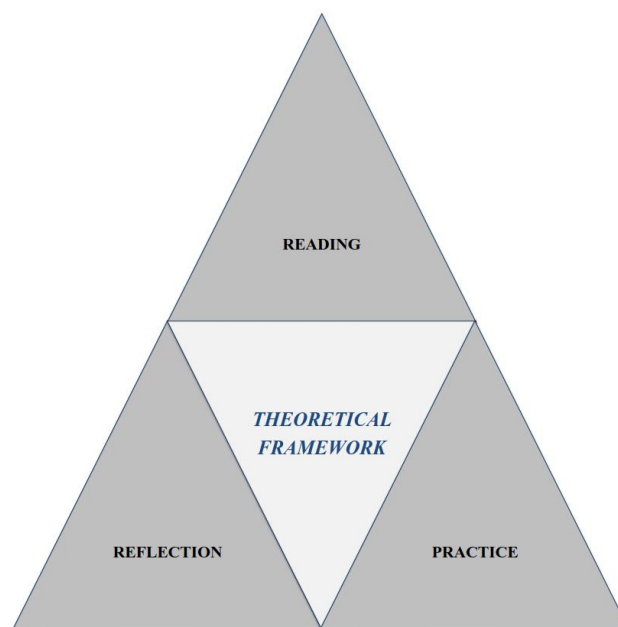 READING
THEORETICAL
FRAMEWORK
REFLECTION
PRACTICE